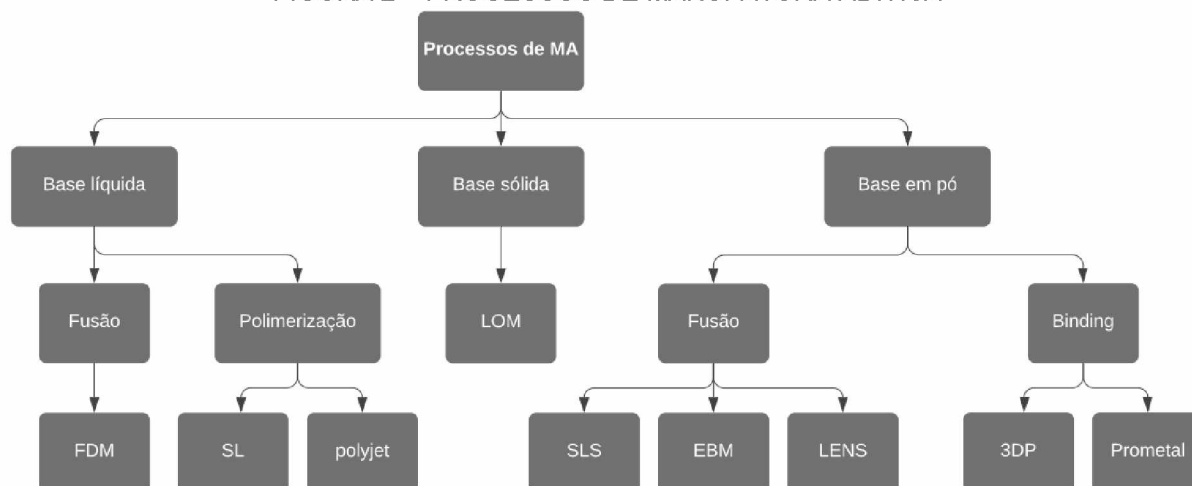 Processos de MA
Base líquida
Base sólida
Base em pó
Fusão
Polimerização
LOM
Fusão
Binding
FDM
SL
polyjet
SLS
EBM
LENS
3DP
Prometal